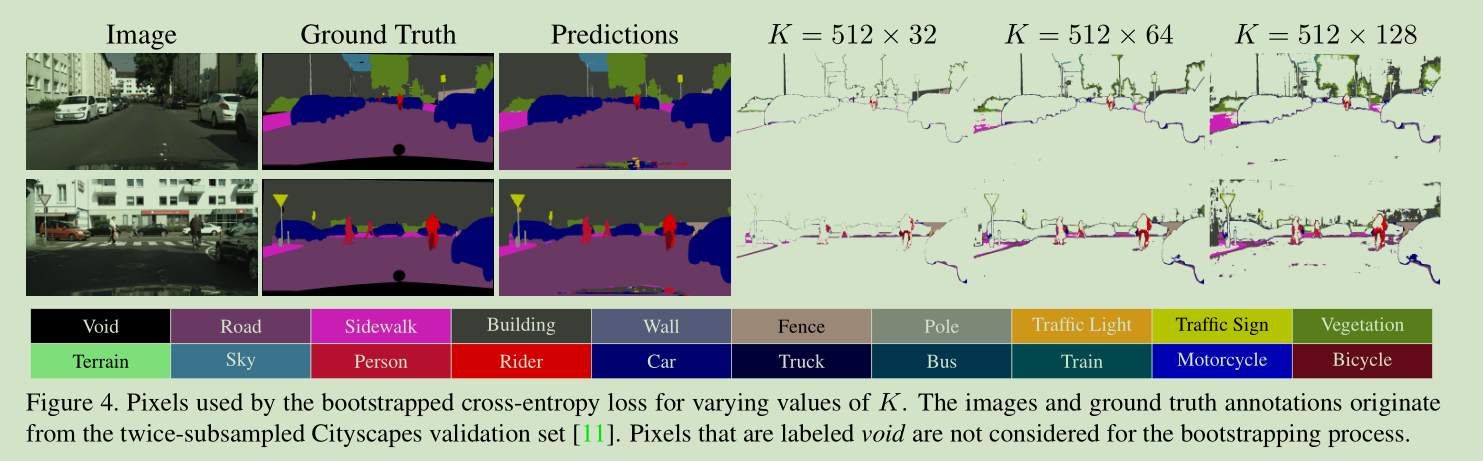 Image Ground Truth Predictions K = 512 × 32 K = 512 × 64 K = 512 × 128
Void Road Sidewalk Building Wall Fence Pole Traffic Light Traffic Sign Vegetation
Terrain Sky Person Rider Car Truck Bus Train Motorcycle Bicycle
Figure 4. Pixels used by the bootstrapped cross-entropy loss for varying values of K. The images and ground truth annotations originate
from the twice-subsampled Cityscapes validation set [11]. Pixels that are labeled void are not considered for the bootstrapping process.